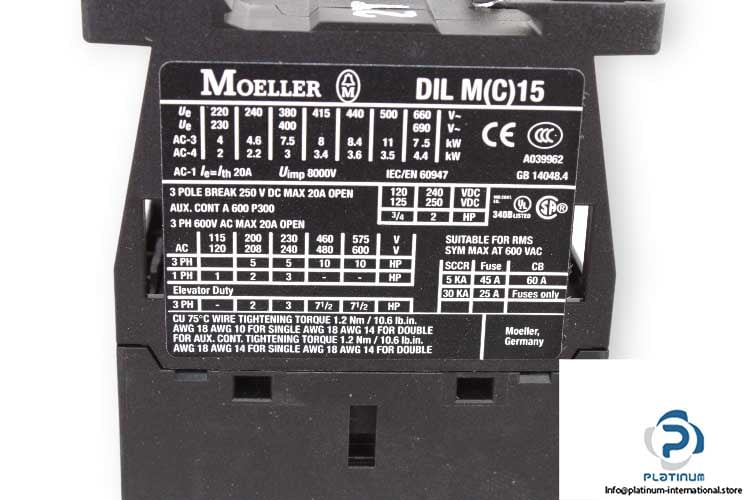 MOELLER DIL M(C)15
Ue 220 240 380 415 440 500 660 V~
Ue 230 400 690 V~
AC-3 4 4.6 7.5 8 8.4 11 7.5 kW
AC-4 2 2.2 3 3.4 3.6 3.5 4.4 kW
AC-1 Ie=Ith 20A Uimp 8000V IEC/EN 60947
CE CCC
A039962
GB 14048.4
3 POLE BREAK 250 V DC MAX 20A OPEN
AUX. CONT A 600 P300
3 PH 600V AC MAX 20A OPEN
120 240 VDC
125 250 VDC
3/4 2 HP
UL
340B LISTED
SA
115 200 230 460 575 V
AC 120 208 240 480 600 V
3 PH 5 5 10 10 HP
1 PH 1 2 3 HP
Elevator Duty
3 PH - 2 3 7 1/2 7 1/2 HP
SUITABLE FOR RMS
SYM MAX AT 600 VAC
SCCR Fuse CB
5 KA 45 A 60 A
30 KA 25 A Fuses only
CU 75°C WIRE TIGHTENING TORQUE 1.2 Nm / 10.6 lb.in.
AWG 18 AWG 10 FOR SINGLE AWG 18 AWG 14 FOR DOUBLE
FOR AUX. CONT. TIGHTENING TORQUE 1.2 Nm / 10.6 lb.in.
AWG 18 AWG 14 FOR SINGLE AWG 18 AWG 14 FOR DOUBLE
Moeller,
Germany
PLATINUM
Info@platinum-international.store